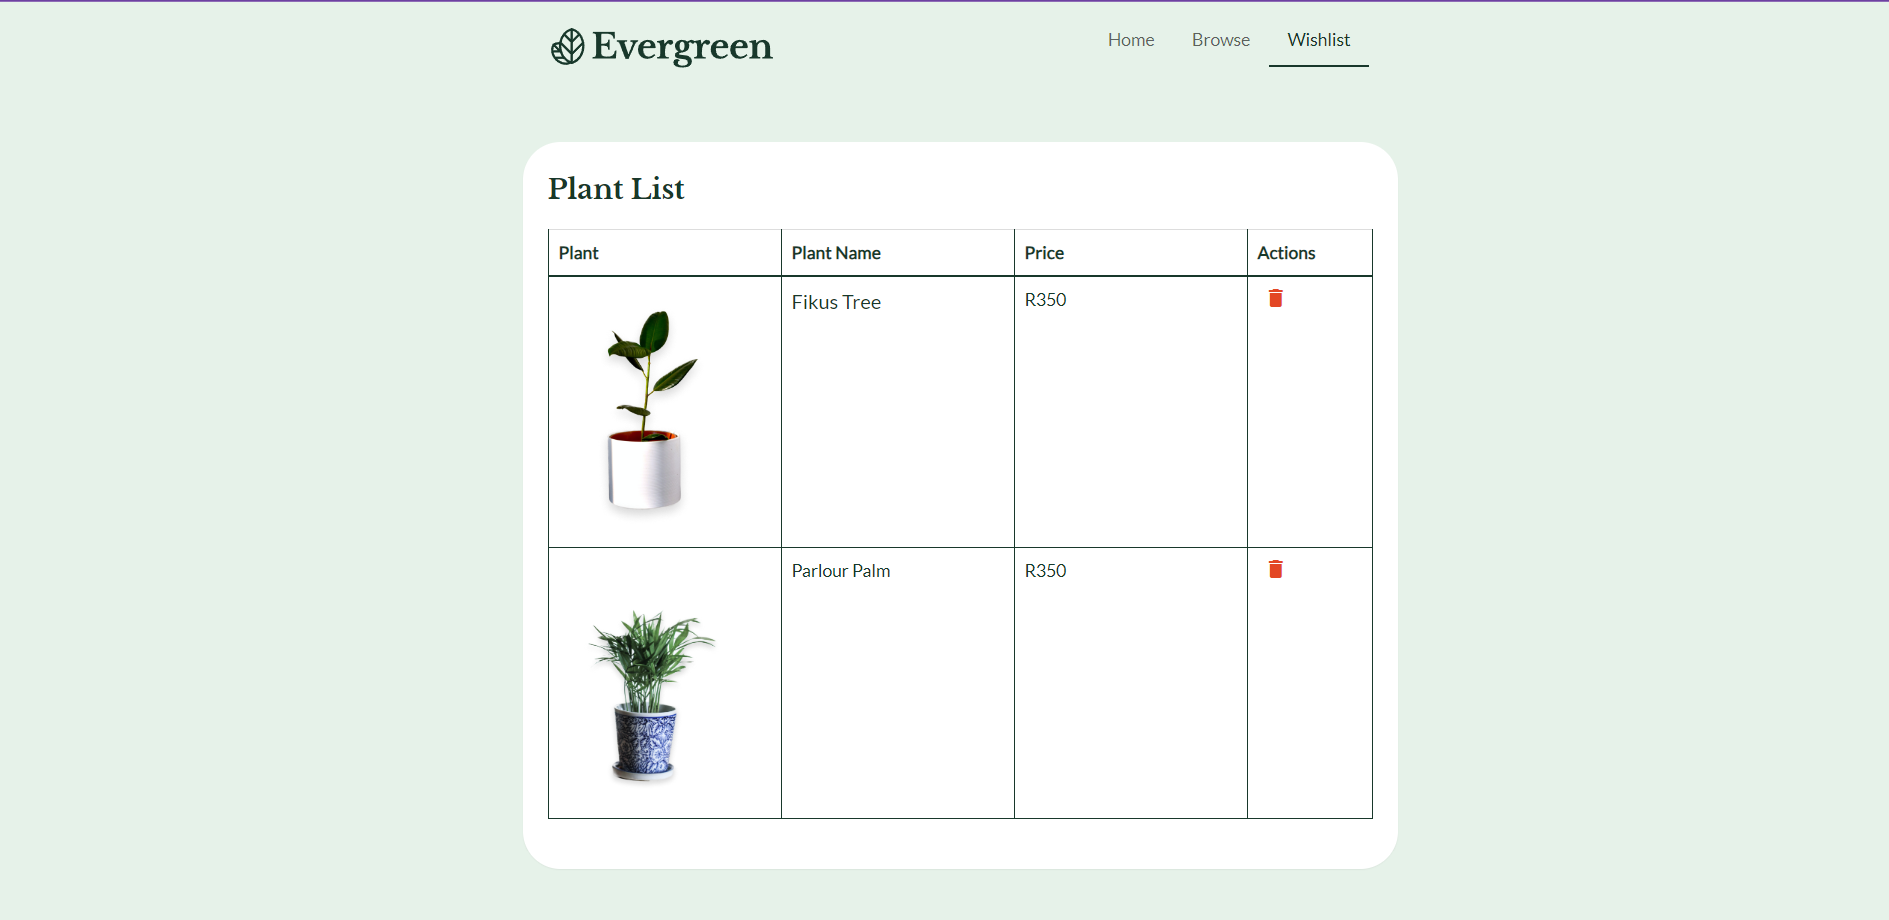 Evergreen
Home Browse Wishlist
Plant List
Plant Plant Name Price Actions
Fikus Tree R350
Parlour Palm R350